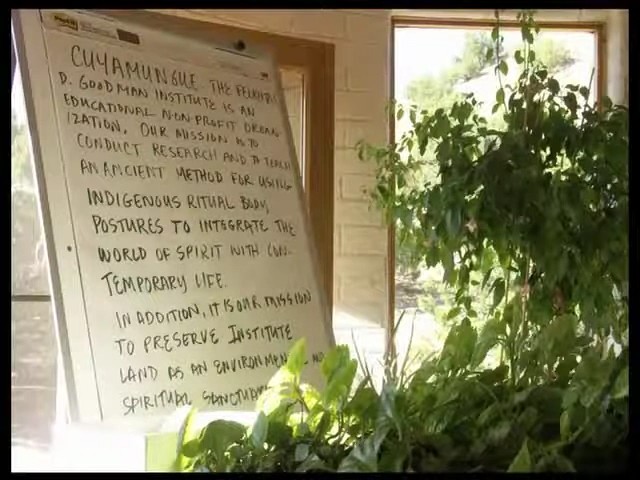 Post-it
CUYAMUNGUE THE FELICITAS
D. GOODMAN INSTITUTE IS AN
EDUCATIONAL NON-PROFIT ORGAN-
IZATION. OUR MISSION IS TO
CONDUCT RESEARCH AND TO TEACH
AN ANCIENT METHOD FOR USING
INDIGENOUS RITUAL BODY
POSTURES TO INTEGRATE THE
WORLD OF SPIRIT WITH CON-
TEMPORARY LIFE.
IN ADDITION, IT IS OUR MISSION
TO PRESERVE INSTITUTE
LAND AS AN ENVIRONMENTAL AND
SPIRITUAL SANCTUARY